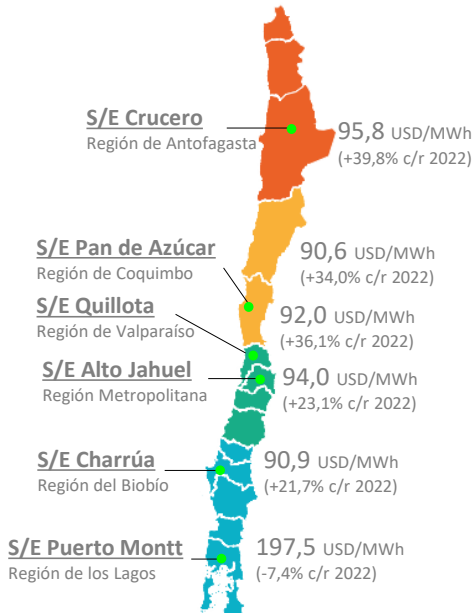 S/E Crucero
Región de Antofagasta
95,8 USD/MWh
(+39,8% c/r 2022)
S/E Pan de Azúcar
Región de Coquimbo
90,6 USD/MWh
(+34,0% c/r 2022)
S/E Quillota
Región de Valparaíso
92,0 USD/MWh
(+36,1% c/r 2022)
S/E Alto Jahuel
Región Metropolitana
94,0 USD/MWh
(+23,1% c/r 2022)
S/E Charrúa
Región del Biobío
90,9 USD/MWh
(+21,7% c/r 2022)
S/E Puerto Montt
Región de los Lagos
197,5 USD/MWh
(-7,4% c/r 2022)